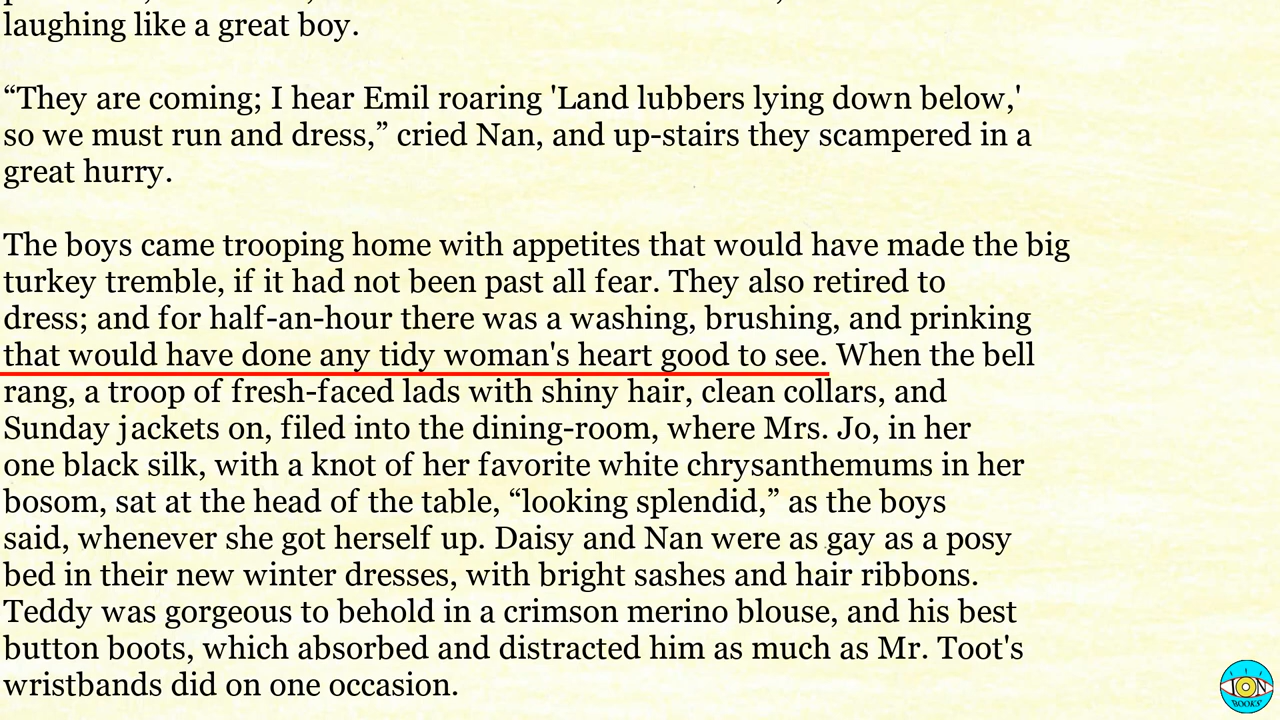 laughing like a great boy.
“They are coming; I hear Emil roaring 'Land lubbers lying down below,'
so we must run and dress,” cried Nan, and up-stairs they scampered in a
great hurry.
The boys came trooping home with appetites that would have made the big
turkey tremble, if it had not been past all fear. They also retired to
dress; and for half-an-hour there was a washing, brushing, and prinking
that would have done any tidy woman's heart good to see. When the bell
rang, a troop of fresh-faced lads with shiny hair, clean collars, and
Sunday jackets on, filed into the dining-room, where Mrs. Jo, in her
one black silk, with a knot of her favorite white chrysanthemums in her
bosom, sat at the head of the table, “looking splendid,” as the boys
said, whenever she got herself up. Daisy and Nan were as gay as a posy
bed in their new winter dresses, with bright sashes and hair ribbons.
Teddy was gorgeous to behold in a crimson merino blouse, and his best
button boots, which absorbed and distracted him as much as Mr. Toot's
wristbands did on one occasion.
ION
BOOKS